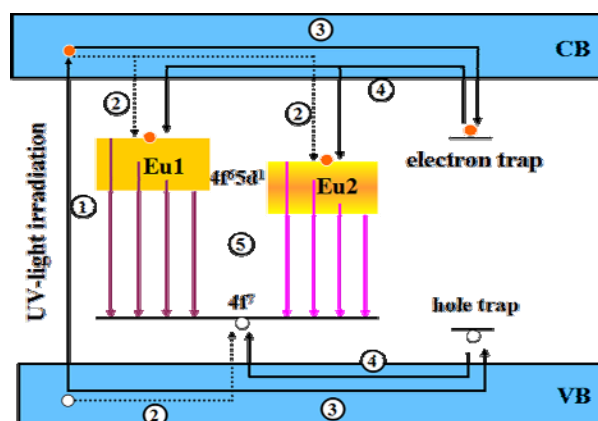 ③
CB
②
②
④
Eu1
4f⁶5d¹
Eu2
electron trap
UV-light irradiation
①
⑤
4f⁷
hole trap
④
②
③
VB